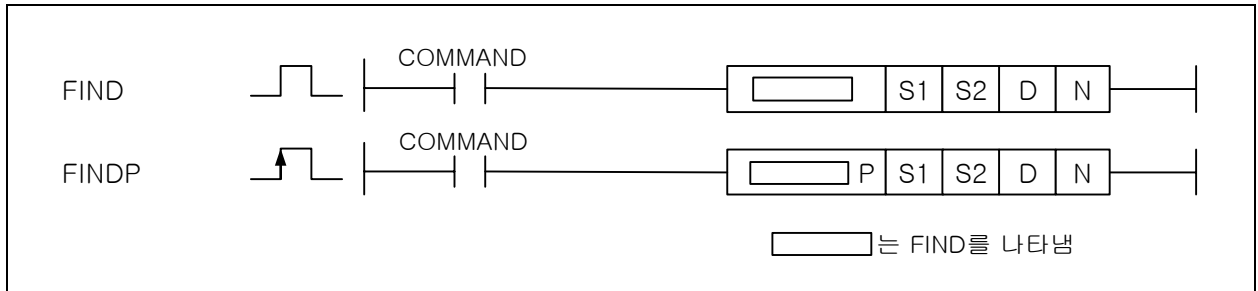 COMMAND
FIND S1 S2 D N
COMMAND
FINDP P S1 S2 D N
는 FIND를 나타냄